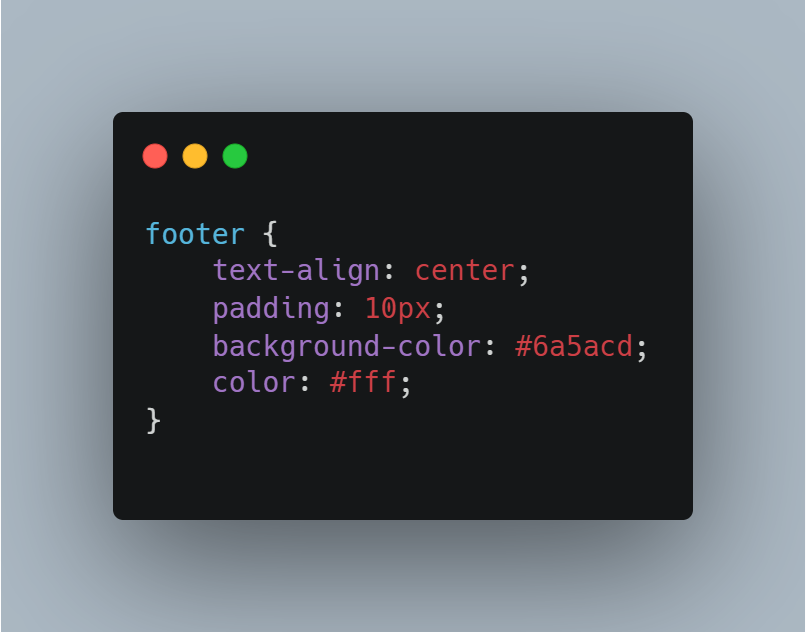 footer {
    text-align: center;
    padding: 10px;
    background-color: #6a5acd;
    color: #fff;
}